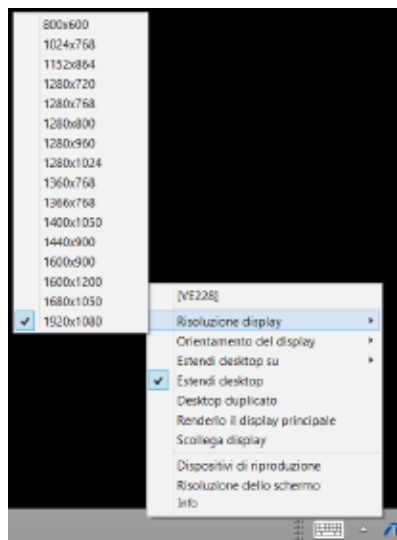 800x600
1024x768
1152x864
1280x720
1280x768
1280x800
1280x960
1280x1024
1360x768
1366x768
1400x1050
1440x900
1600x900
1600x1200
1680x1050
1920x1080
[VE228]
Risoluzione display
Orientamento del display
Estendi desktop su
Estendi desktop
Desktop duplicato
Renderlo il display principale
Scollega display
Dispositivi di riproduzione
Risoluzione dello schermo
Info